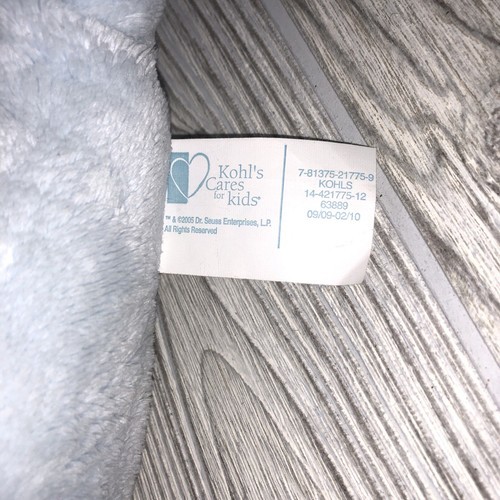 Kohl's
Cares
for
kids®
™ & ©2005 Dr. Seuss Enterprises, L.P.
All Rights Reserved
7-81375-21775-9
KOHLS
14-421775-12
63889
09/09-02/10